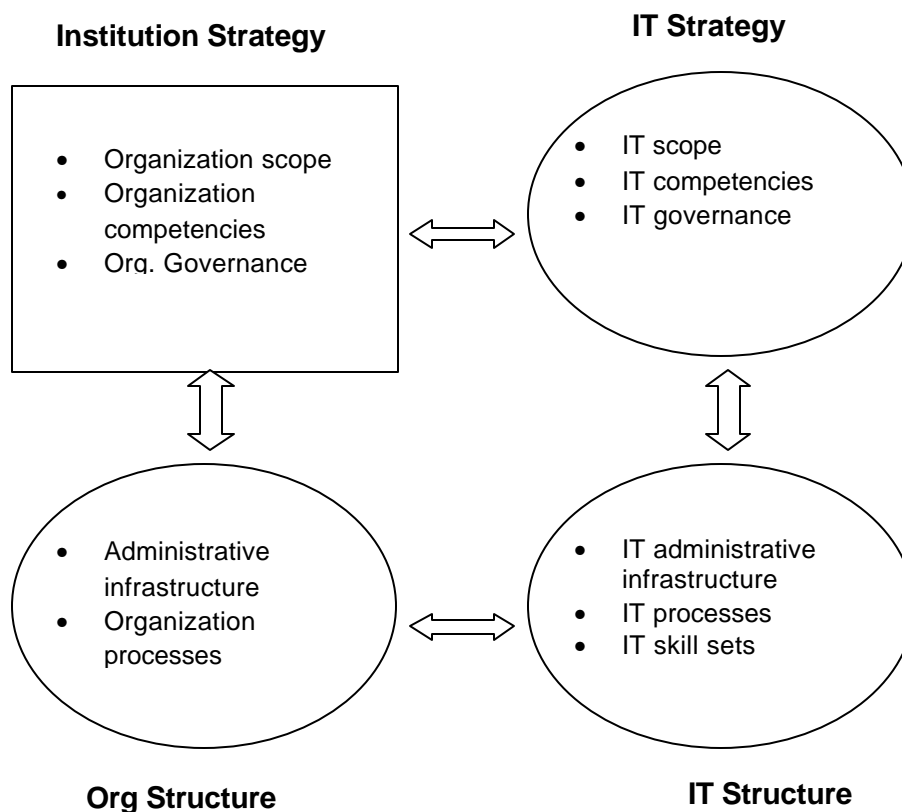 Institution Strategy
IT Strategy
• Organization scope
• Organization
competencies
• Org. Governance
• IT scope
• IT competencies
• IT governance
• Administrative
infrastructure
• Organization
processes
• IT administrative
infrastructure
• IT processes
• IT skill sets
Org Structure
IT Structure